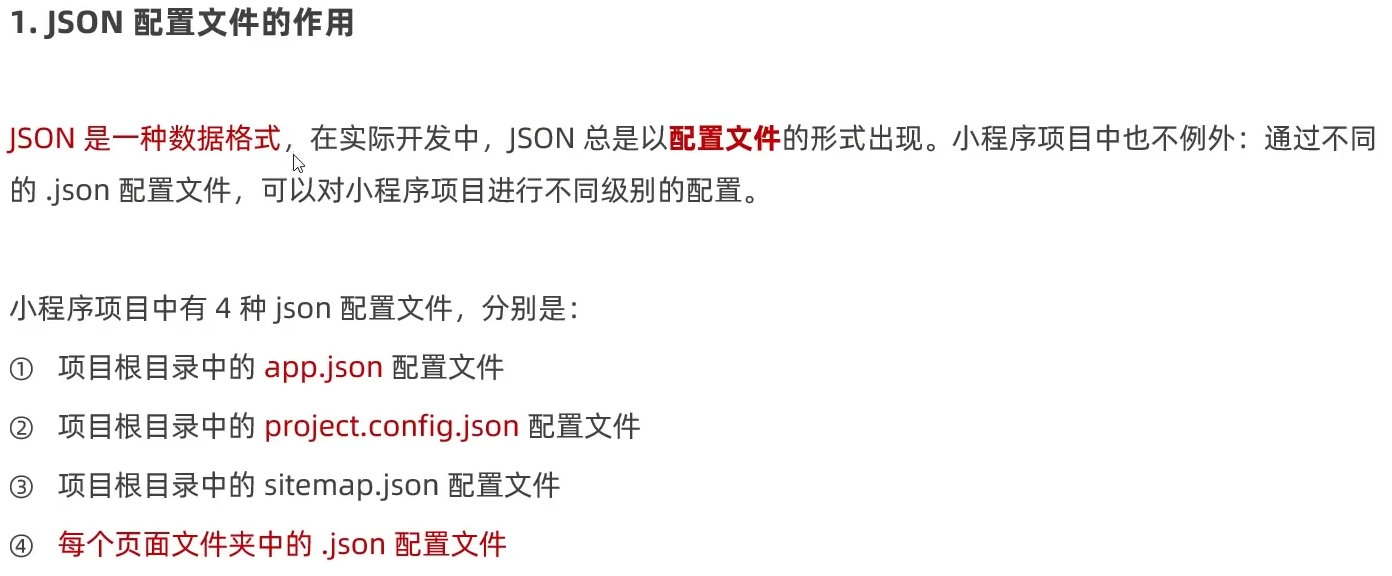 1. JSON 配置文件的作用
JSON 是一种数据格式，在实际开发中，JSON 总是以配置文件的形式出现。小程序项目中也不例外：通过不同
的 .json 配置文件，可以对小程序项目进行不同级别的配置。
小程序项目中有 4 种 json 配置文件，分别是：
① 项目根目录中的 app.json 配置文件
② 项目根目录中的 project.config.json 配置文件
③ 项目根目录中的 sitemap.json 配置文件
④ 每个页面文件夹中的 .json 配置文件